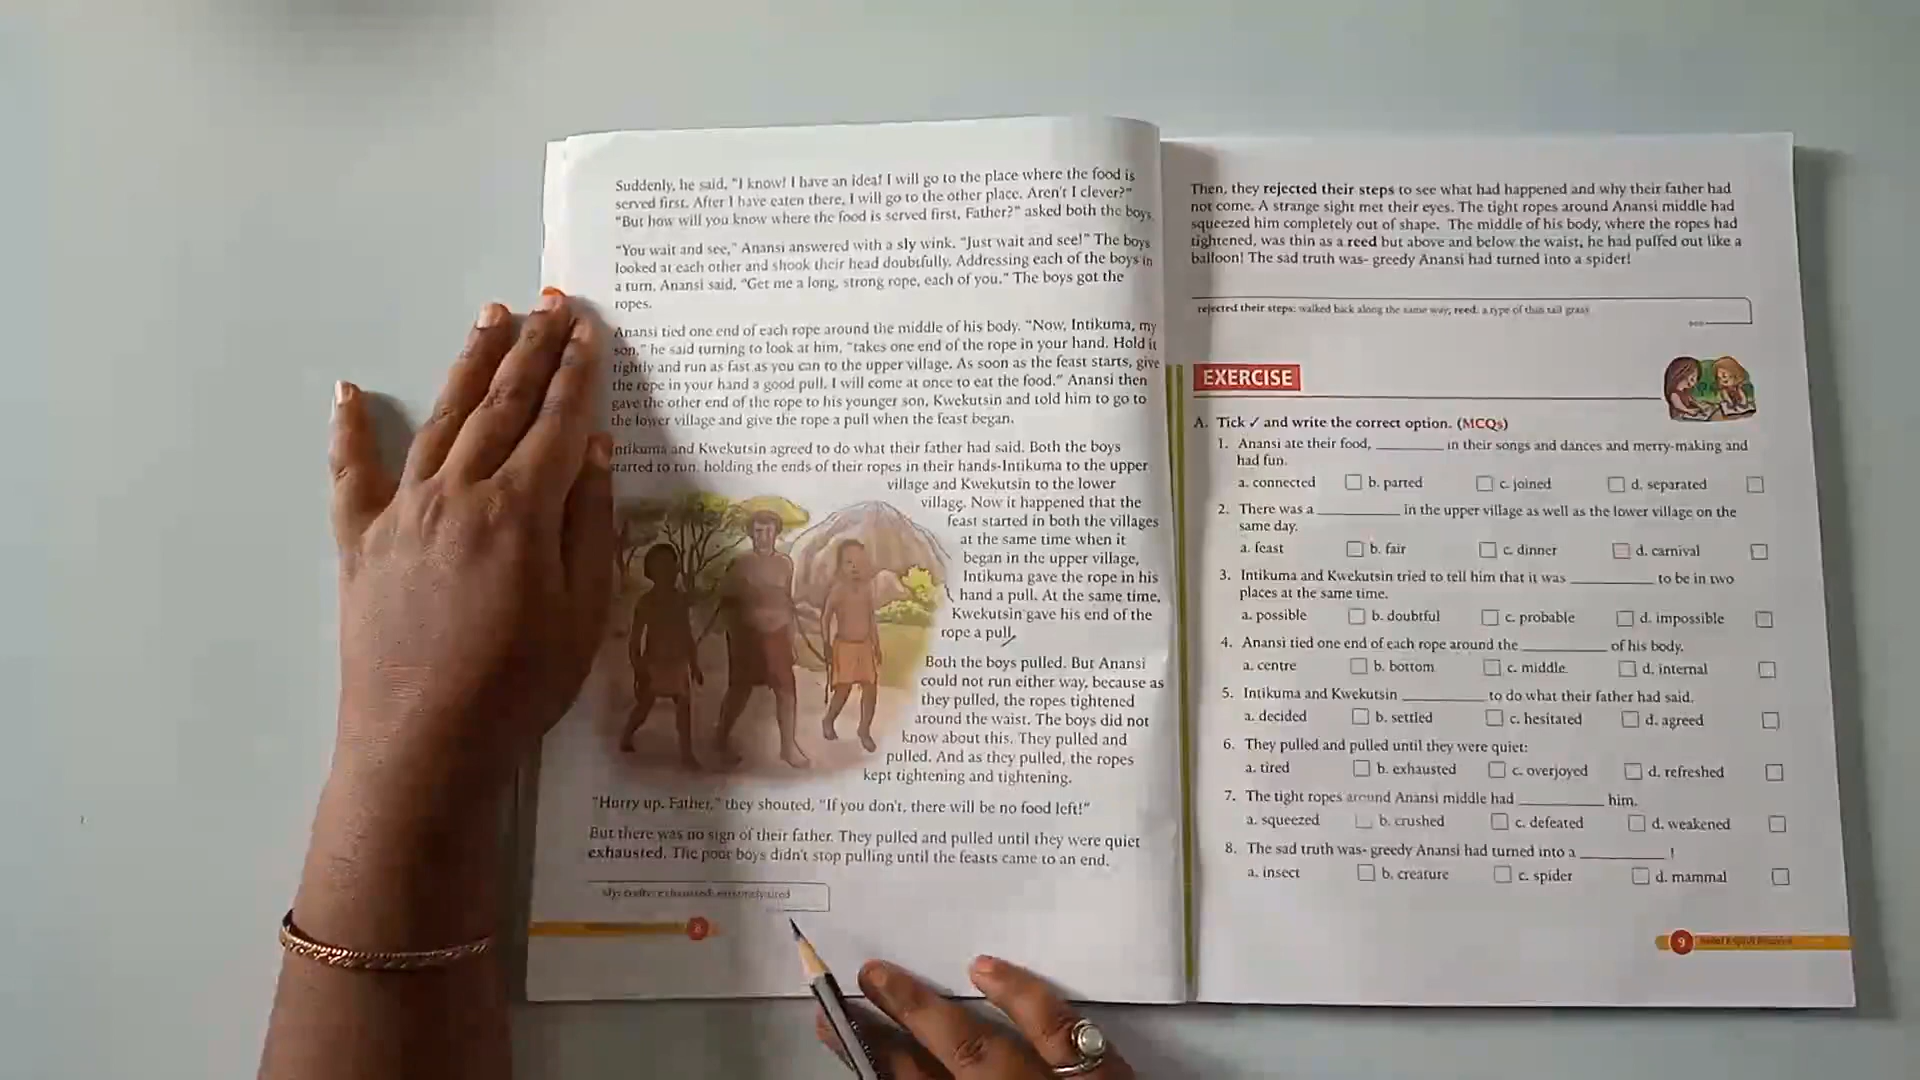 Suddenly, he said, "I know! I have an idea! I will go to the place where the food is
served first. After I have eaten there, I will go to the other place. Aren't I clever?"
"But how will you know where the food is served first, Father?" asked both the boys.
"You wait and see," Anansi answered with a sly wink. "Just wait and see!" The boys
looked at each other and shook their head doubtfully. Addressing each of the boys in
a turn, Anansi said, "Get me a long, strong rope, each of you." The boys got the
ropes.
Anansi tied one end of each rope around the middle of his body. "Now, Intikuma, my
son," he said turning to look at him, "takes one end of the rope in your hand. Hold it
tightly and run as fast as you can to the upper village. As soon as the feast starts, give
the rope in your hand a good pull. I will come at once to eat the food." Anansi then
gave the other end of the rope to his younger son, Kwekutsin and told him to go to
the lower village and give the rope a pull when the feast began.
Intikuma and Kwekutsin agreed to do what their father had said. Both the boys
started to run, holding the ends of their ropes in their hands-Intikuma to the upper
village and Kwekutsin to the lower
village. Now it happened that the
feast started in both the villages
at the same time when it
began in the upper village,
Intikuma gave the rope in his
hand a pull. At the same time,
Kwekutsin gave his end of the
rope a pull.
Both the boys pulled. But Anansi
could not run either way, because as
they pulled, the ropes tightened
around the waist. The boys did not
know about this. They pulled and
pulled. And as they pulled, the ropes
kept tightening and tightening.
"Hurry up, Father," they shouted, "If you don't, there will be no food left!"
But there was no sign of their father. They pulled and pulled until they were quiet
exhausted. The poor boys didn't stop pulling until the feasts came to an end.
sly: crafty; exhausted: extremely tired
8
Then, they rejected their steps to see what had happened and why their father had
not come. A strange sight met their eyes. The tight ropes around Anansi middle had
squeezed him completely out of shape. The middle of his body, where the ropes had
tightened, was thin as a reed but above and below the waist, he had puffed out like a
balloon! The sad truth was- greedy Anansi had turned into a spider!
rejected their steps: walked back along the same way; reed: a type of thin tall grass
EXERCISE
A. Tick ✓ and write the correct option. (MCQs)
1. Anansi ate their food, ________ in their songs and dances and merry-making and
had fun.
a. connected b. parted c. joined d. separated
2. There was a __________ in the upper village as well as the lower village on the
same day.
a. feast b. fair c. dinner d. carnival
3. Intikuma and Kwekutsin tried to tell him that it was __________ to be in two
places at the same time.
a. possible b. doubtful c. probable d. impossible
4. Anansi tied one end of each rope around the __________ of his body.
a. centre b. bottom c. middle d. internal
5. Intikuma and Kwekutsin __________ to do what their father had said.
a. decided b. settled c. hesitated d. agreed
6. They pulled and pulled until they were quiet:
a. tired b. exhausted c. overjoyed d. refreshed
7. The tight ropes around Anansi middle had __________ him.
a. squeezed b. crushed c. defeated d. weakened
8. The sad truth was- greedy Anansi had turned into a __________ !
a. insect b. creature c. spider d. mammal
9